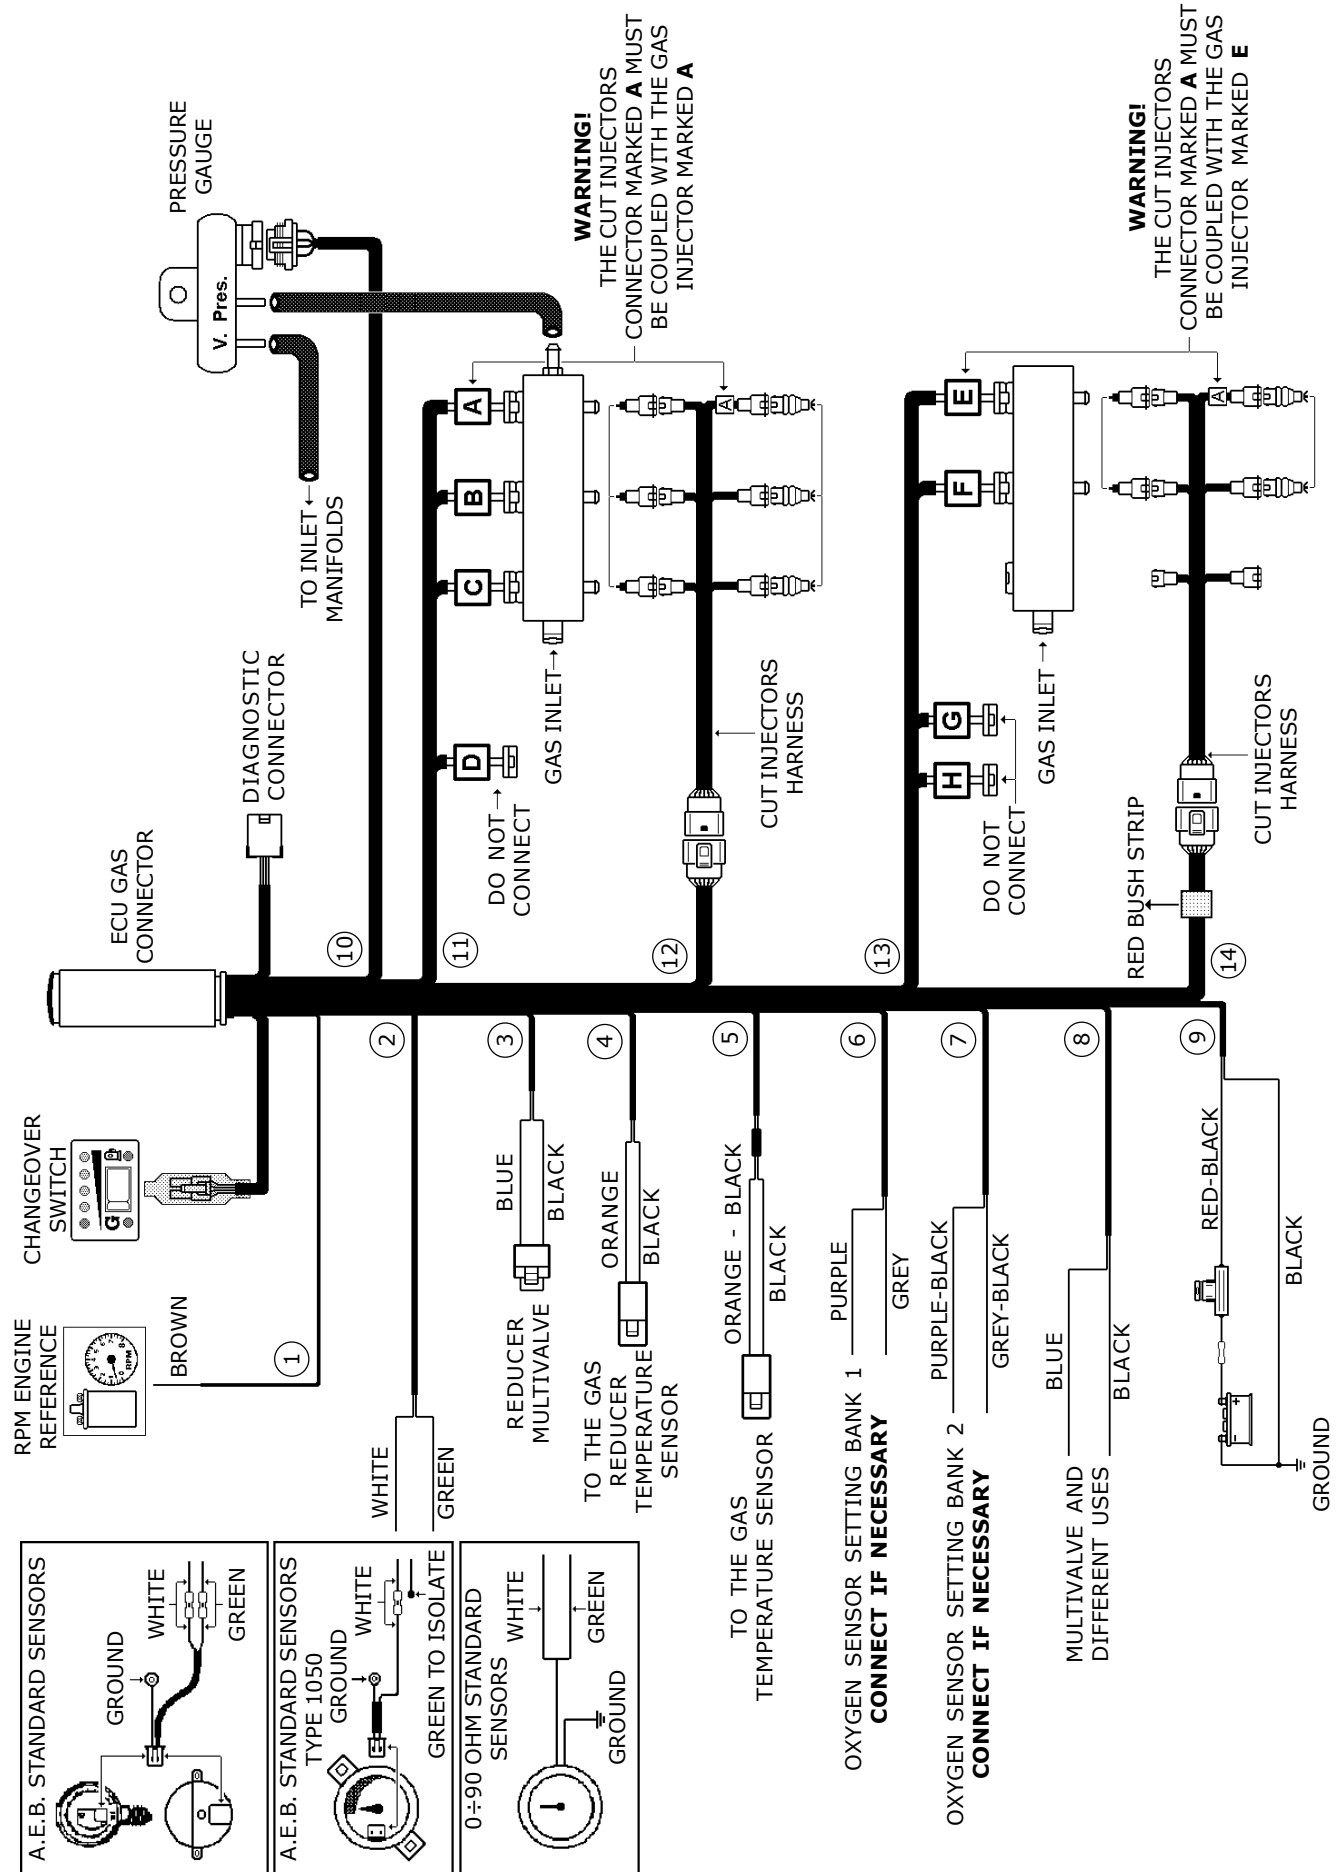 A.E.B. STANDARD SENSORS
GROUND
WHITE
GREEN
A.E.B. STANDARD SENSORS
TYPE 1050
GROUND
WHITE
GREEN TO ISOLATE
0÷90 OHM STANDARD
SENSORS
WHITE
GREEN
GROUND
RPM ENGINE
REFERENCE
RPM
BROWN
1
CHANGEOVER
SWITCH
G
ECU GAS
CONNECTOR
DIAGNOSTIC
CONNECTOR
PRESSURE
GAUGE
V. Pres.
TO INLET
MANIFOLDS
10
WHITE
GREEN
2
REDUCER
MULTIVALVE
BLUE
BLACK
3
TO THE GAS
REDUCER
TEMPERATURE
SENSOR
ORANGE
BLACK
4
TO THE GAS
TEMPERATURE SENSOR
ORANGE - BLACK
BLACK
5
OXYGEN SENSOR SETTING BANK 1
CONNECT IF NECESSARY
PURPLE
GREY
6
OXYGEN SENSOR SETTING BANK 2
CONNECT IF NECESSARY
PURPLE-BLACK
GREY-BLACK
7
MULTIVALVE AND
DIFFERENT USES
BLUE
BLACK
8
RED-BLACK
BLACK
GROUND
- +
9
11
D
C
B
A
DO NOT
CONNECT
GAS INLET
WARNING!
THE CUT INJECTORS
CONNECTOR MARKED A MUST
BE COUPLED WITH THE GAS
INJECTOR MARKED A
12
A
CUT INJECTORS
HARNESS
13
H
G
F
E
DO NOT
CONNECT
GAS INLET
WARNING!
THE CUT INJECTORS
CONNECTOR MARKED A MUST
BE COUPLED WITH THE GAS
INJECTOR MARKED E
RED BUSH STRIP
14
A
CUT INJECTORS
HARNESS